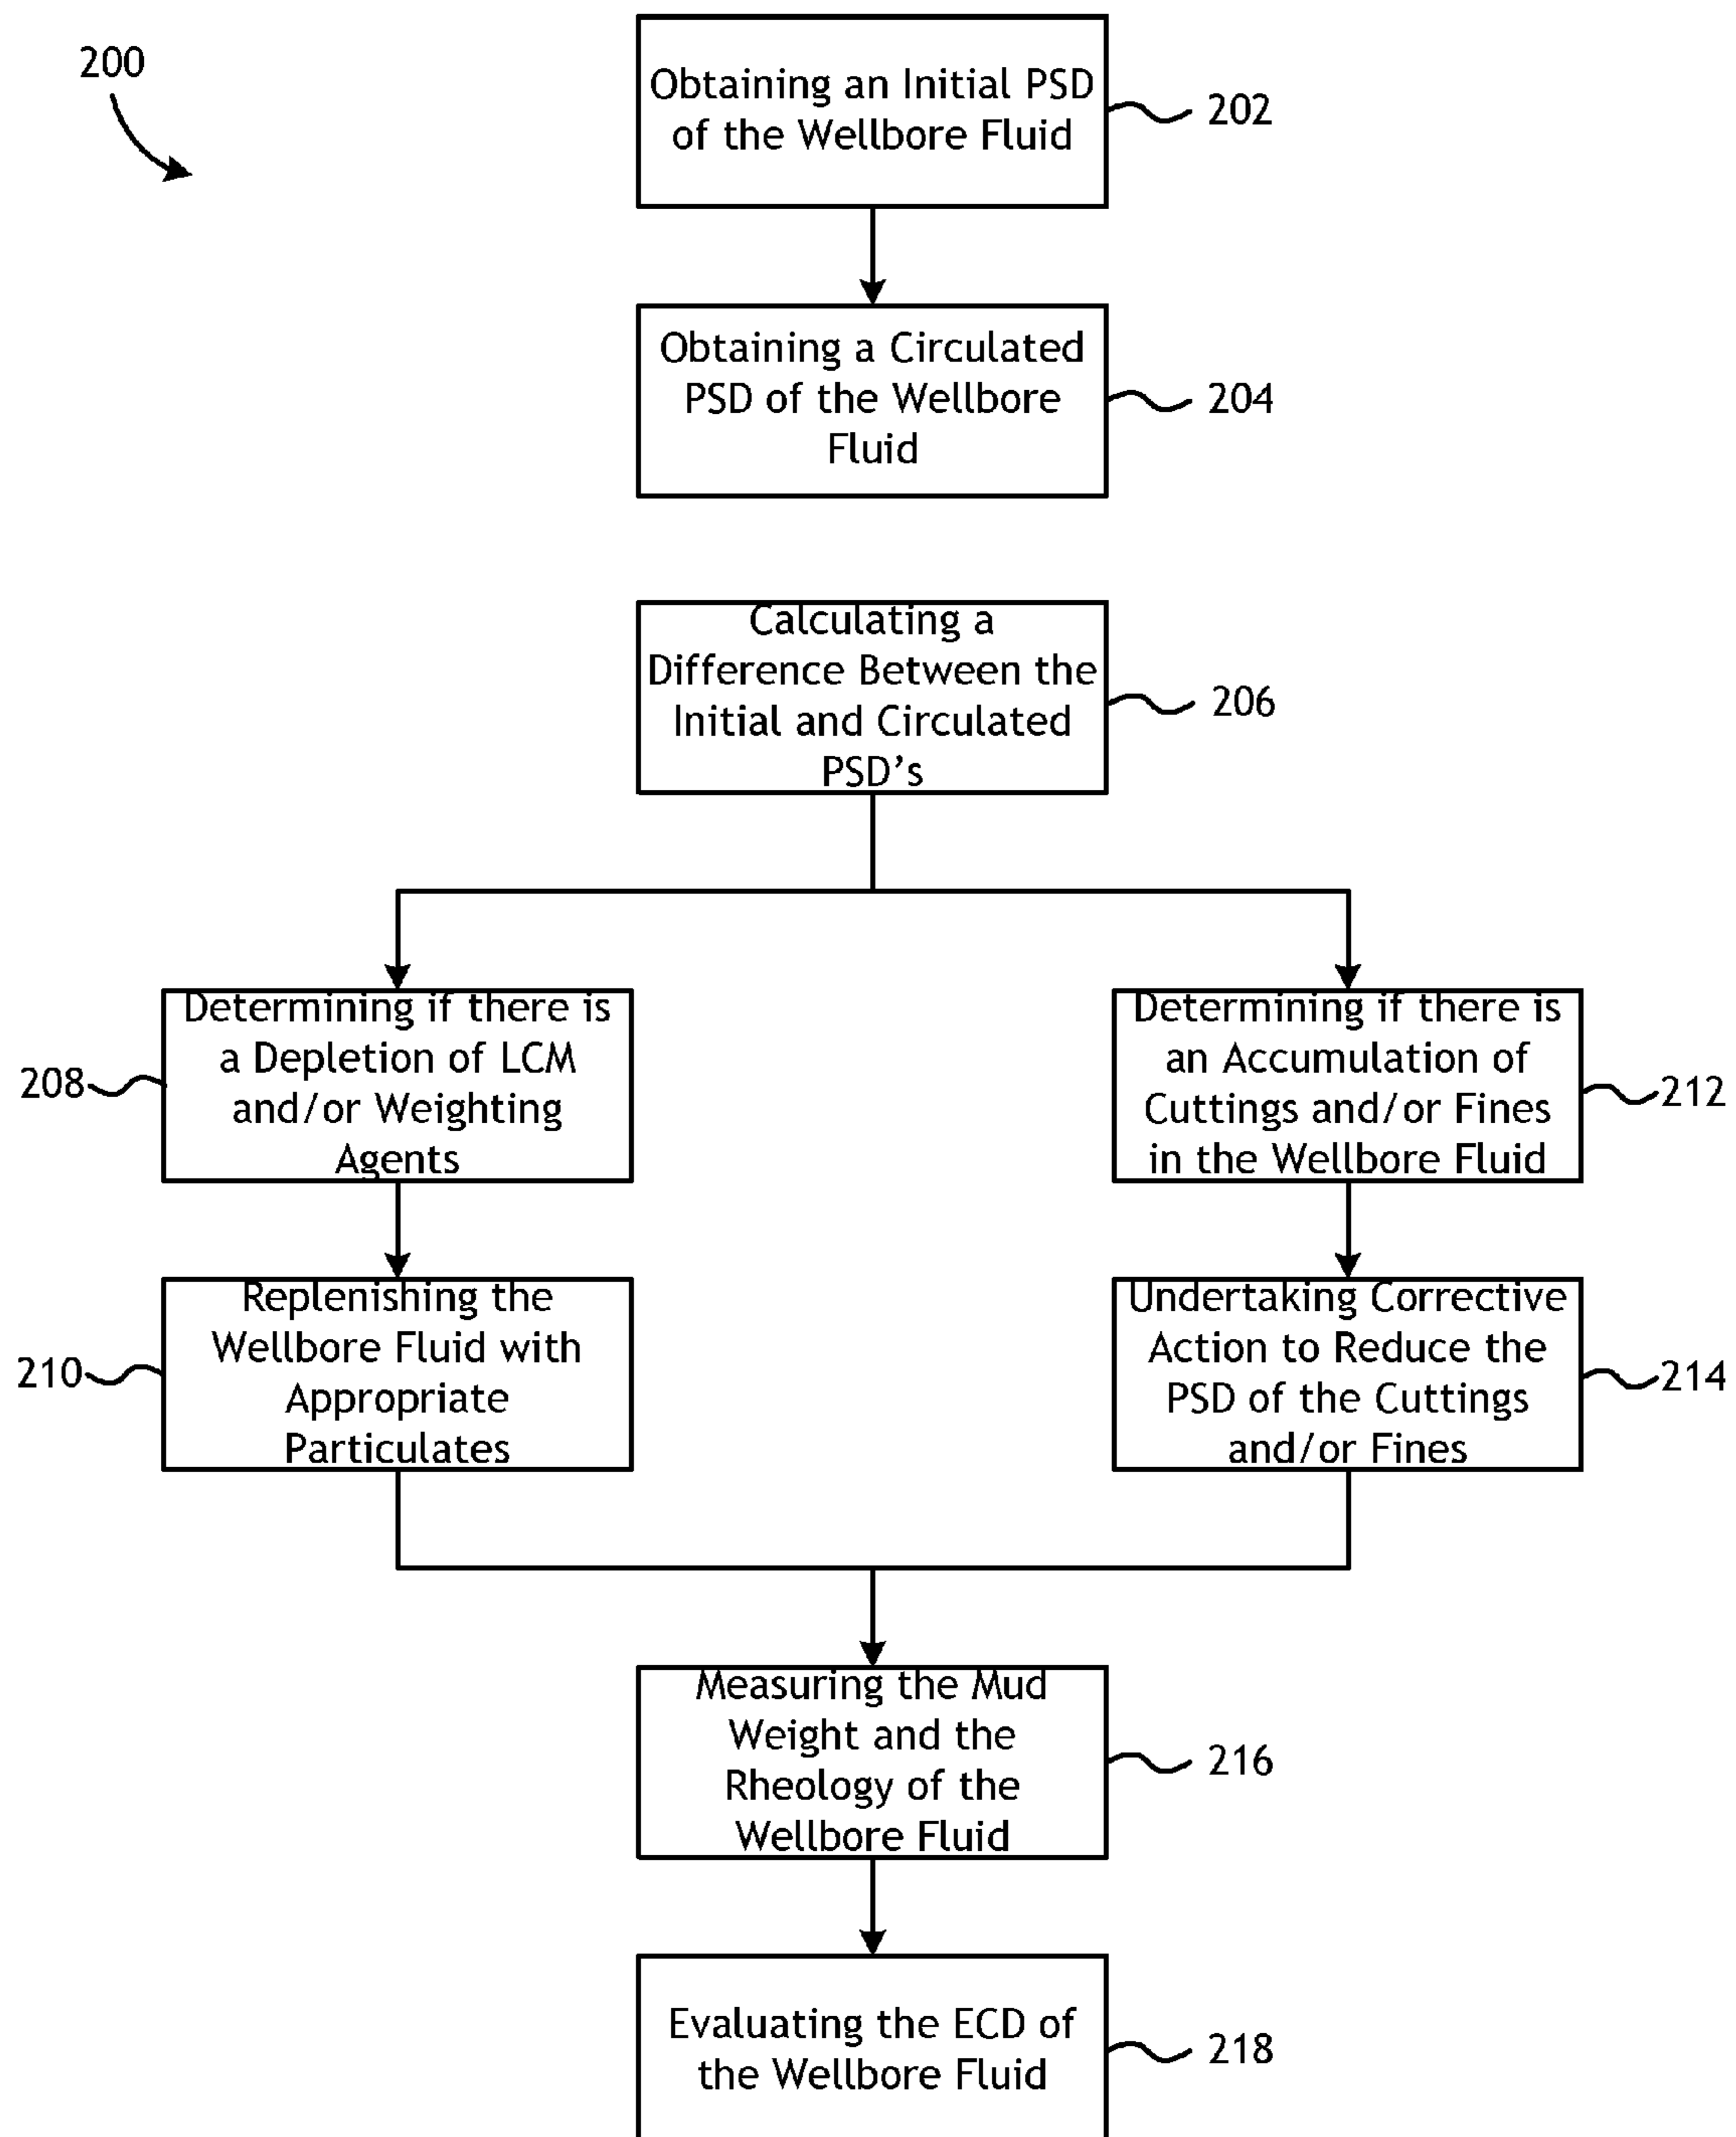 200
Obtaining an Initial PSD
of the Wellbore Fluid
202
Obtaining a Circulated
PSD of the Wellbore
Fluid
204
Calculating a
Difference Between the
Initial and Circulated
PSD's
206
Determining if there is
a Depletion of LCM
and/or Weighting
Agents
208
Determining if there is
an Accumulation of
Cuttings and/or Fines
in the Wellbore Fluid
212
Replenishing the
Wellbore Fluid with
Appropriate
Particulates
210
Undertaking Corrective
Action to Reduce the
PSD of the Cuttings
and/or Fines
214
Measuring the Mud
Weight and the
Rheology of the
Wellbore Fluid
216
Evaluating the ECD of
the Wellbore Fluid
218